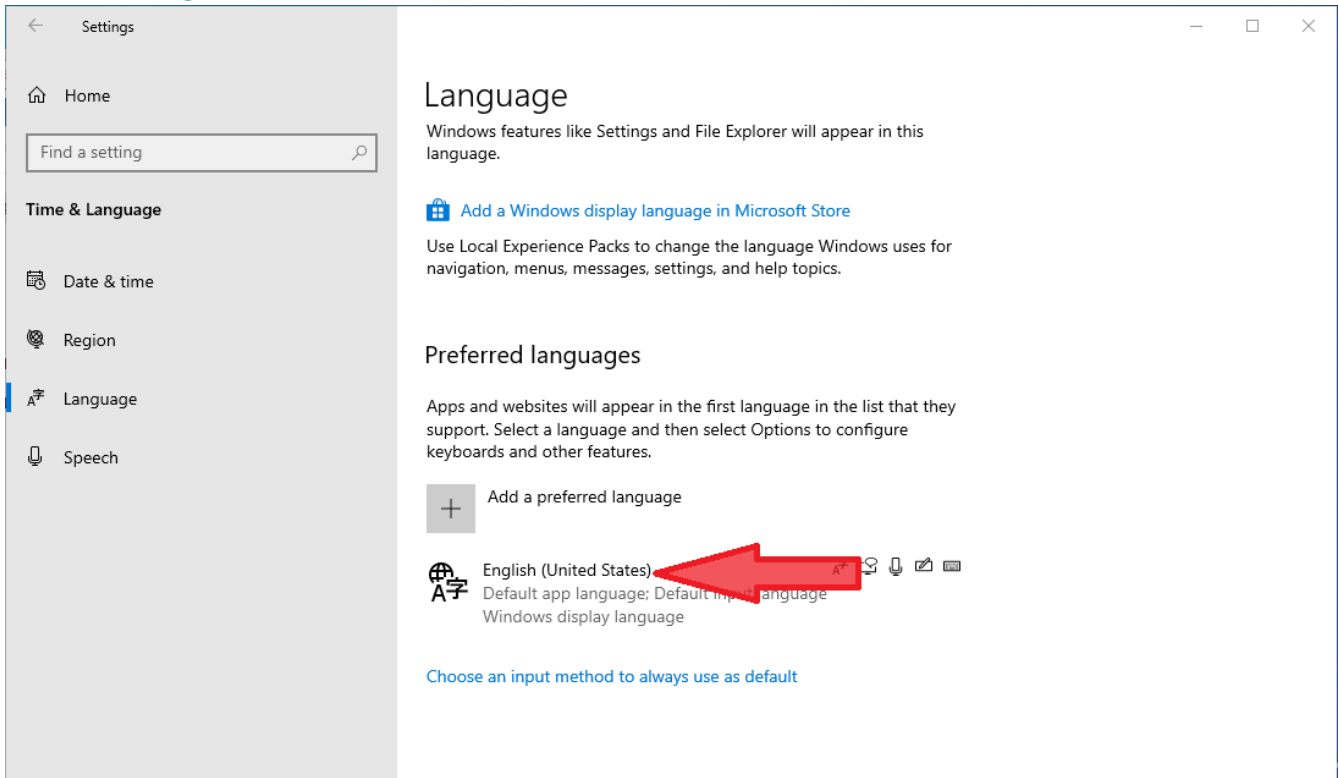 Settings
Home
Find a setting
Time & Language
Date & time
Region
Language
Speech
Language
Windows features like Settings and File Explorer will appear in this
language.
Add a Windows display language in Microsoft Store
Use Local Experience Packs to change the language Windows uses for
navigation, menus, messages, settings, and help topics.
Preferred languages
Apps and websites will appear in the first language in the list that they
support. Select a language and then select Options to configure
keyboards and other features.
Add a preferred language
English (United States)
Default app language; Default input language
Windows display language
Choose an input method to always use as default